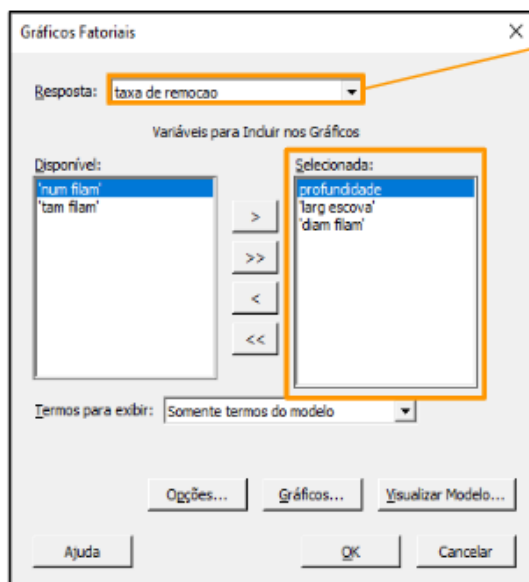 Gráficos Fatoriais
Resposta: taxa de remocao
Variáveis para Incluir nos Gráficos
Disponível:
'num filam'
'tam filam'
>
>>
<
<<
Selecionada:
profundidade
'larg escova'
'diam filam'
Termos para exibir: Somente termos do modelo
Opções... Gráficos... Visualizar Modelo...
Ajuda OK Cancelar